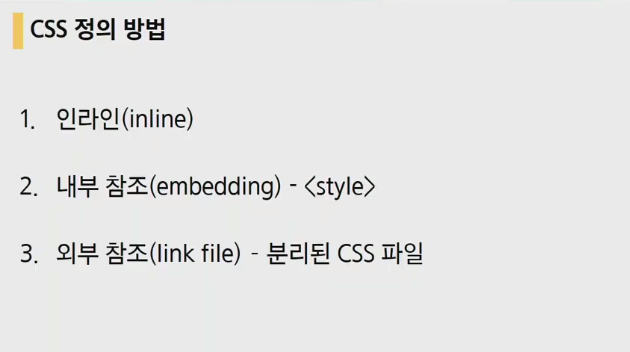 CSS 정의 방법
1. 인라인(inline)
2. 내부 참조(embedding) - <style>
3. 외부 참조(link file) - 분리된 CSS 파일